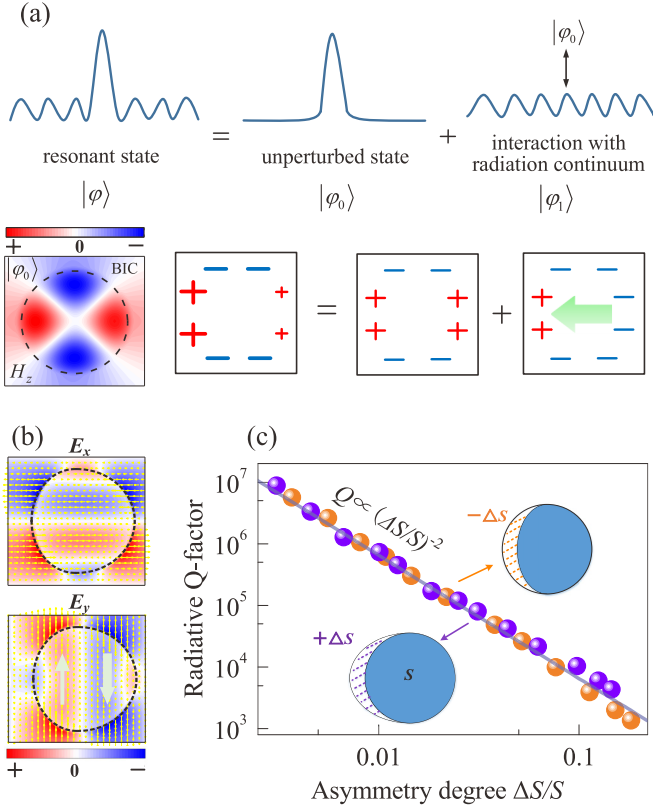 (a)
|φ₀⟩
=
+
resonant state
unperturbed state
interaction with
radiation continuum
|φ⟩
|φ₀⟩
|φ₁⟩
+ 0 −
|φ₀⟩ BIC
H_z
=
+
(b)
E_x
E_y
+ 0 −
(c)
Radiative Q-factor
10⁷
10⁶
10⁵
10⁴
10³
Q∝(ΔS/S)⁻²
−ΔS
+ΔS
S
0.01 0.1
Asymmetry degree ΔS/S